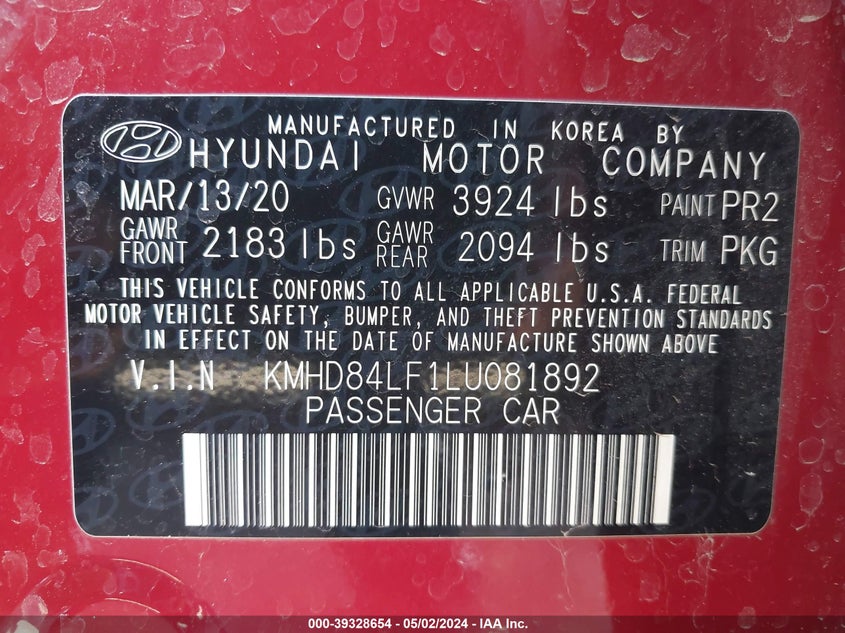 MANUFACTURED IN KOREA BY
HYUNDAI MOTOR COMPANY
MAR/13/20 GVWR 3924 lbs PAINT PR2
GAWR FRONT 2183 lbs GAWR REAR 2094 lbs TRIM PKG
THIS VEHICLE CONFORMS TO ALL APPLICABLE U.S.A. FEDERAL
MOTOR VEHICLE SAFETY, BUMPER, AND THEFT PREVENTION STANDARDS
IN EFFECT ON THE DATE OF MANUFACTURE SHOWN ABOVE
V.I.N KMHD84LF1LU081892
PASSENGER CAR
000-39328654 - 05/02/2024 - IAA Inc.